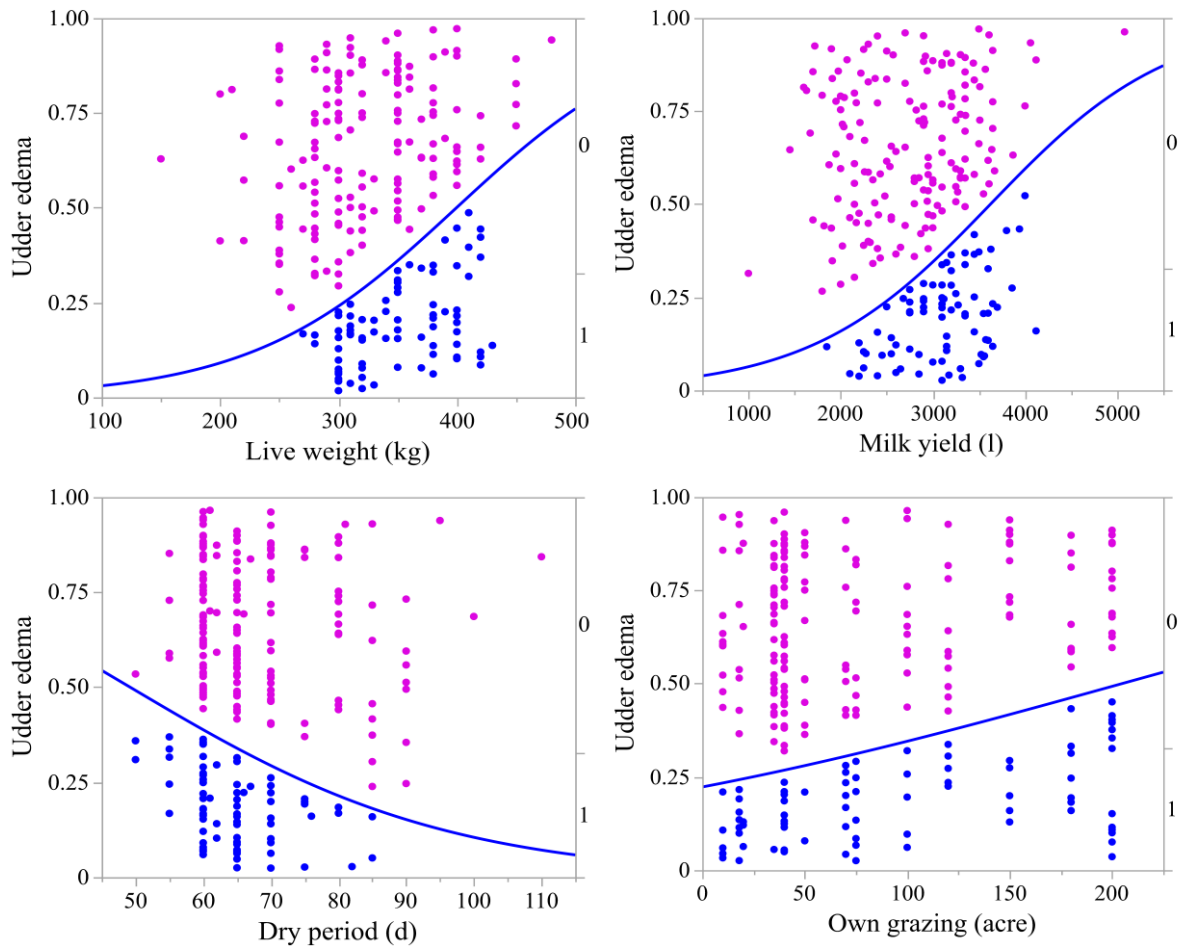 1.00
0.75
0.50
0.25
0
Udder edema
0
1
100 200 300 400 500
Live weight (kg)
1.00
0.75
0.50
0.25
0
Udder edema
0
1
1000 2000 3000 4000 5000
Milk yield (l)
1.00
0.75
0.50
0.25
0
Udder edema
0
1
50 60 70 80 90 100 110
Dry period (d)
1.00
0.75
0.50
0.25
0
Udder edema
0
1
0 50 100 150 200
Own grazing (acre)